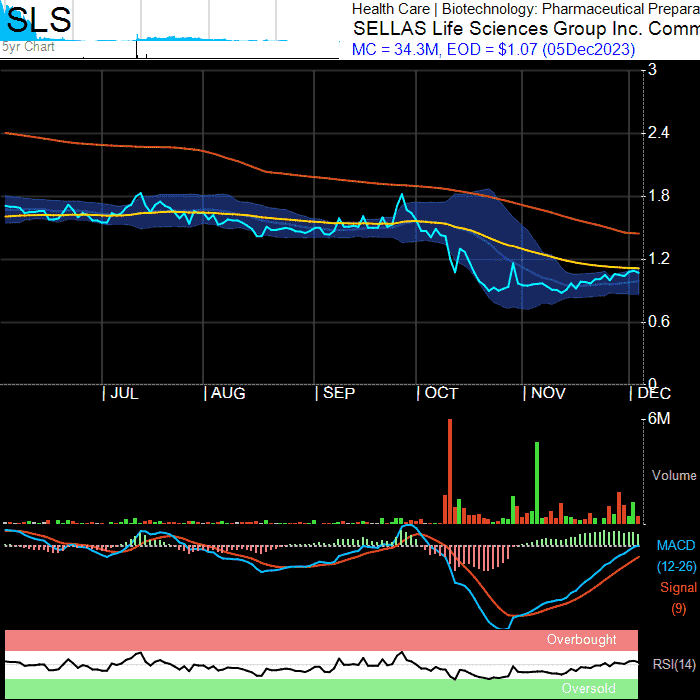 SLS
5yr Chart
Health Care | Biotechnology: Pharmaceutical Prepara
SELLAS Life Sciences Group Inc. Comm
MC = 34.3M, EOD = $1.07 (05Dec2023)
3
2.4
1.8
1.2
0.6
0
| JUL | AUG | SEP | OCT | NOV | DEC
6M
Volume
MACD
(12-26)
Signal
(9)
Overbought
RSI(14)
Oversold